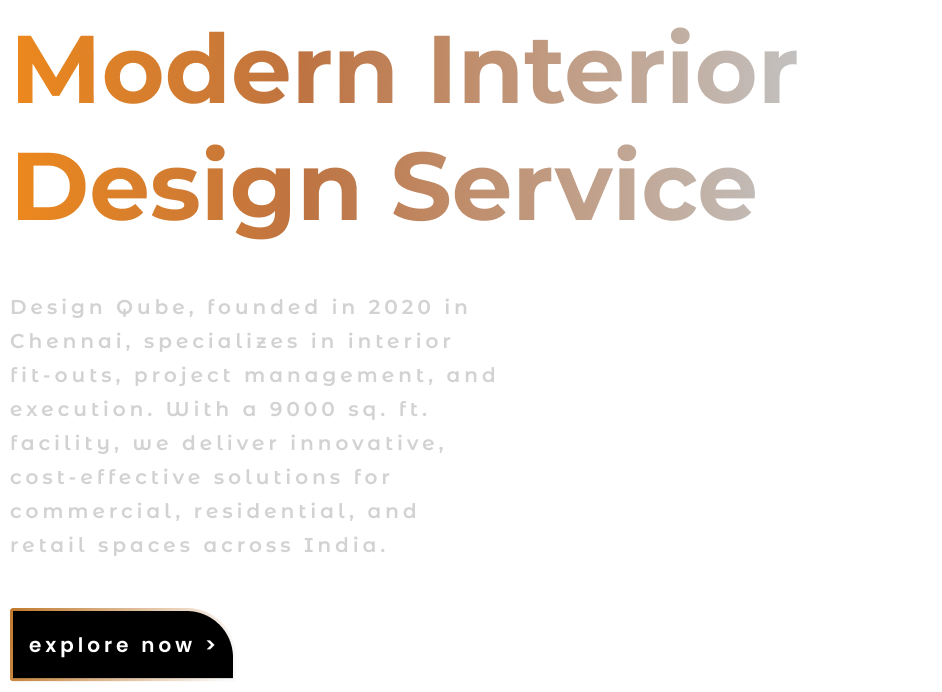 Modern Interior
Design Service
Design Qube, founded in 2020 in
Chennai, specializes in interior
fit-outs, project management, and
execution. With a 9000 sq. ft.
facility, we deliver innovative,
cost-effective solutions for
commercial, residential, and
retail spaces across India.
explore now >